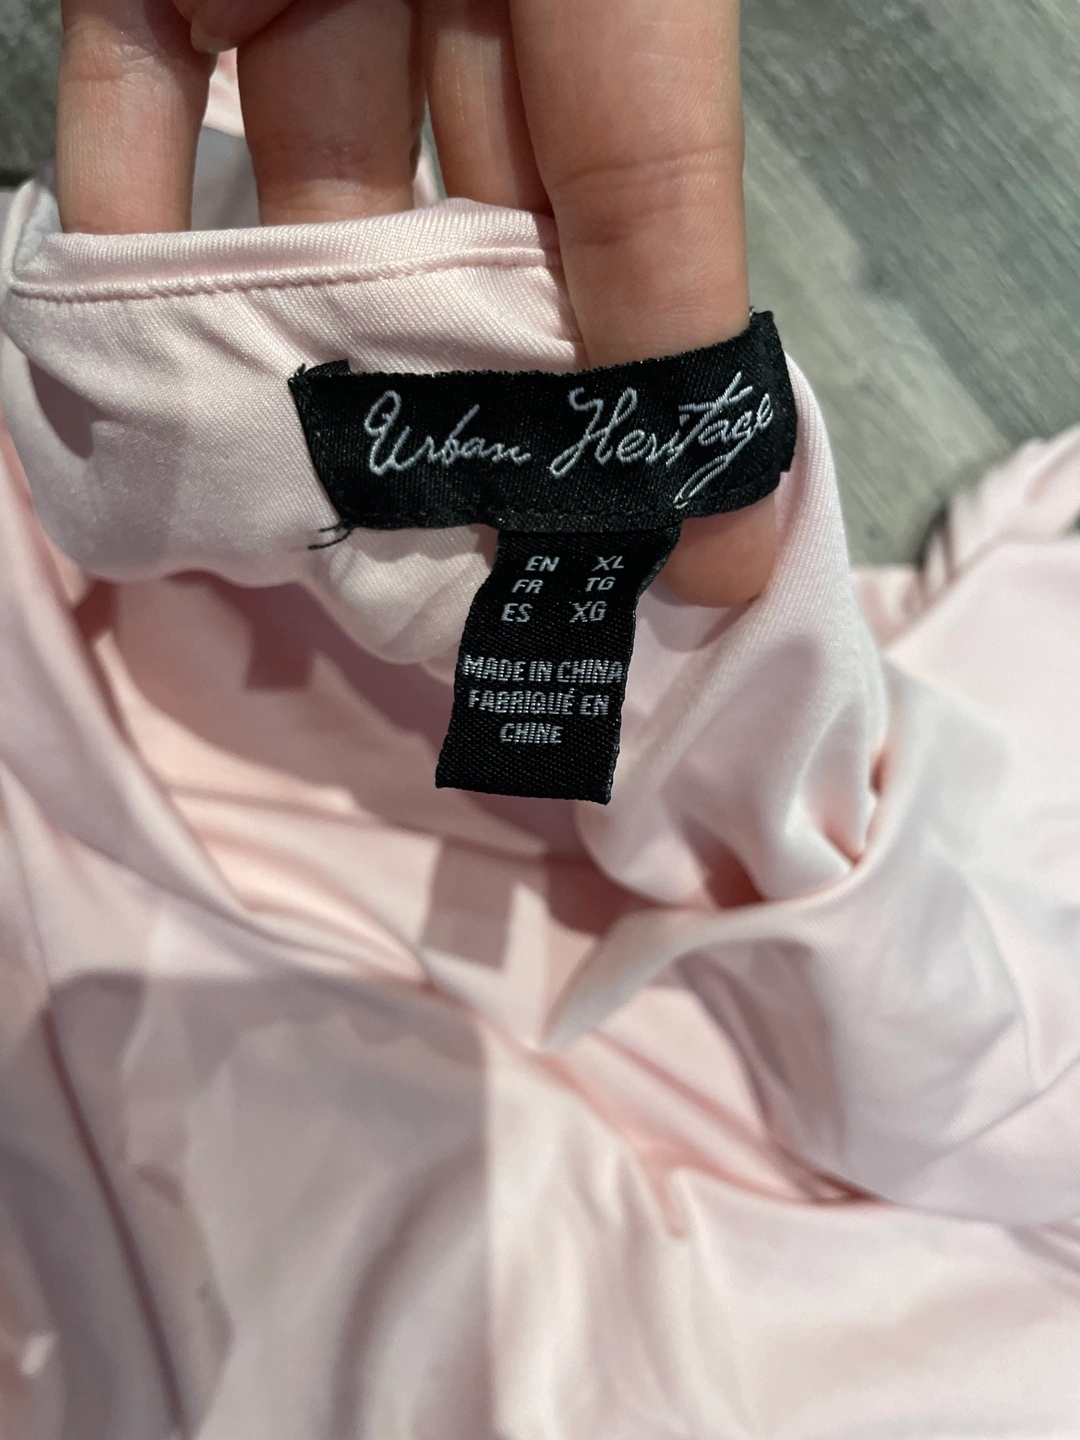 Urban Heritage
EN XL
FR TG
ES XG
MADE IN CHINA
FABRIQUÉ EN
CHINE